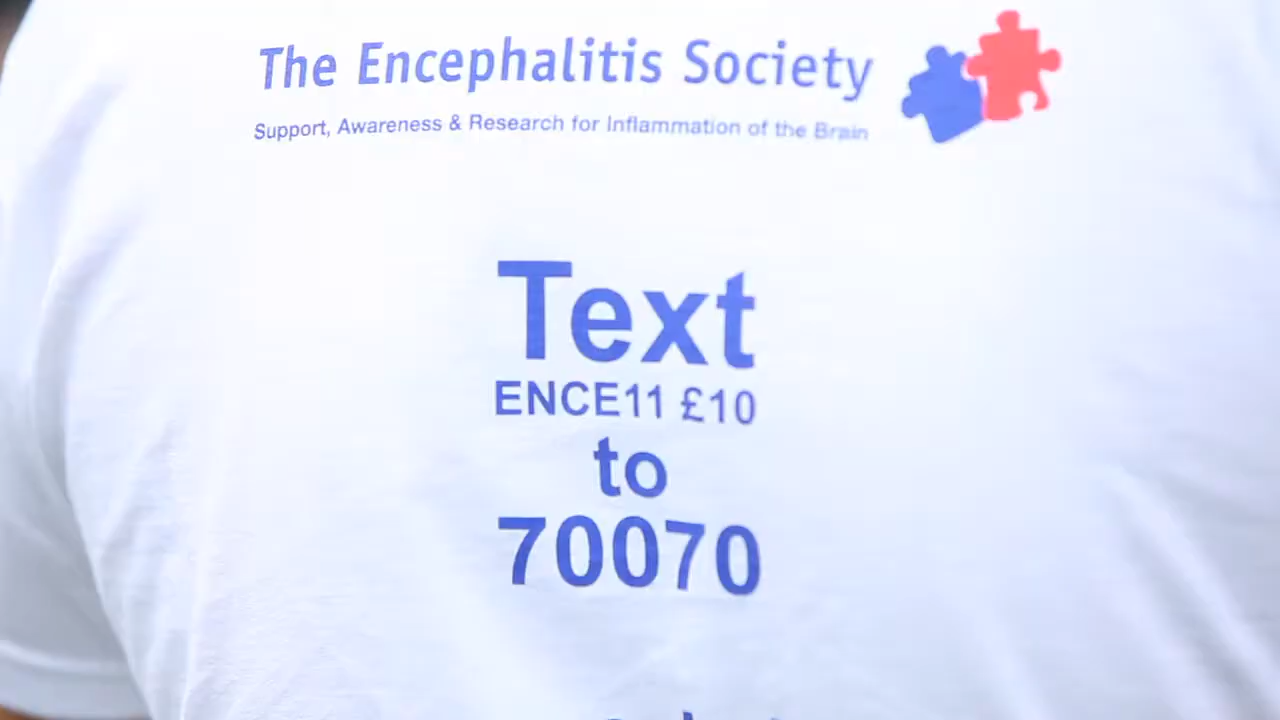 The Encephalitis Society
Support, Awareness & Research for Inflammation of the Brain
Text
ENCE11 £10
to
70070